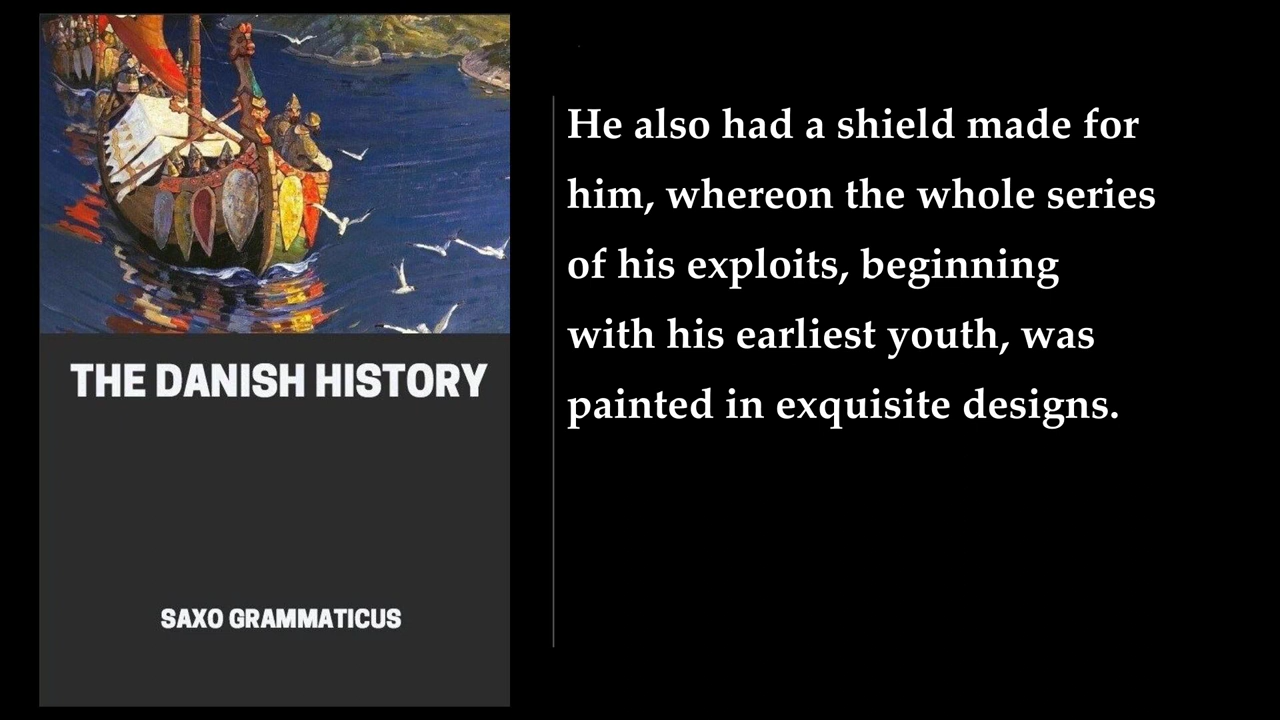 THE DANISH HISTORY
SAXO GRAMMATICUS
He also had a shield made for
him, whereon the whole series
of his exploits, beginning
with his earliest youth, was
painted in exquisite designs.